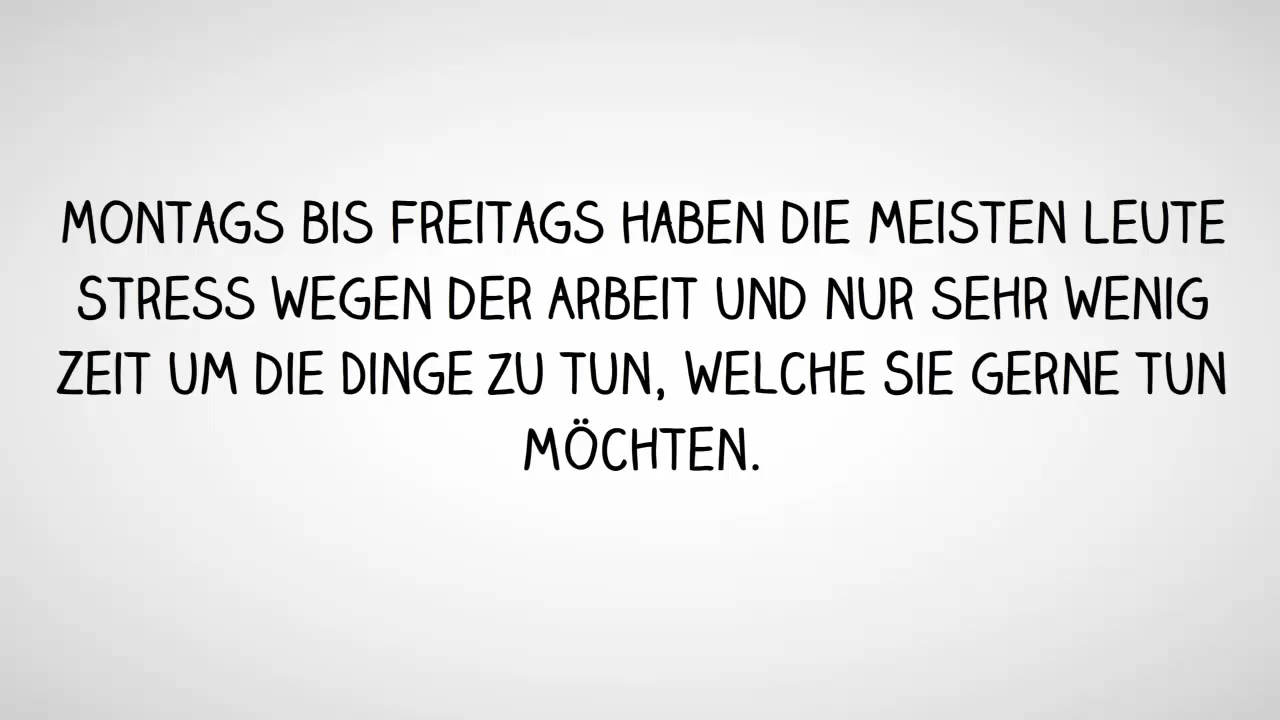 MONTAGS BIS FREITAGS HABEN DIE MEISTEN LEUTE
STRESS WEGEN DER ARBEIT UND NUR SEHR WENIG
ZEIT UM DIE DINGE ZU TUN, WELCHE SIE GERNE TUN
MÖCHTEN.